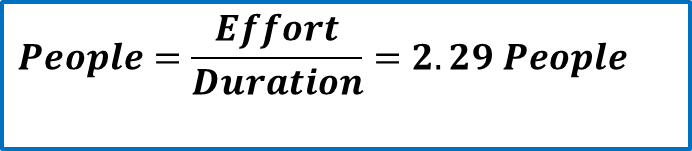 People = Effort / Duration = 2.29 People